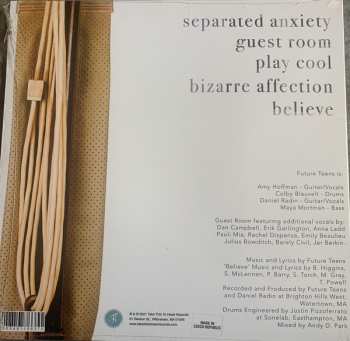 separated anxiety
guest room
play cool
bizarre affection
believe
Future Teens is:
Amy Hoffman - Guitar/Vocals
Colby Blauvelt - Drums
Daniel Radin - Guitar/Vocals
Maya Mortman - Bass
Guest Room featuring additional vocals by:
Dan Campbell, Erik Garlington, Anna Ladd
Pauli Mia, Rachel Dispenza, Emily Beaulieu
Julius Bowditch, Barely Civil, Jer Berkin
Music and Lyrics by Future Teens
'Believe' Music and Lyrics by B. Higgins,
S. McLennen, P. Barry, S. Torch, M. Gray,
T. Powell
Recorded and Produced by Future Teens
and Daniel Radin at Brighton Hills West,
Watertown, MA
Drums Engineered by Justin Pizzoferrato
at Sonelab, Easthampton, MA
Mixed by Andy D. Park
MADE IN
CZECH REPUBLIC